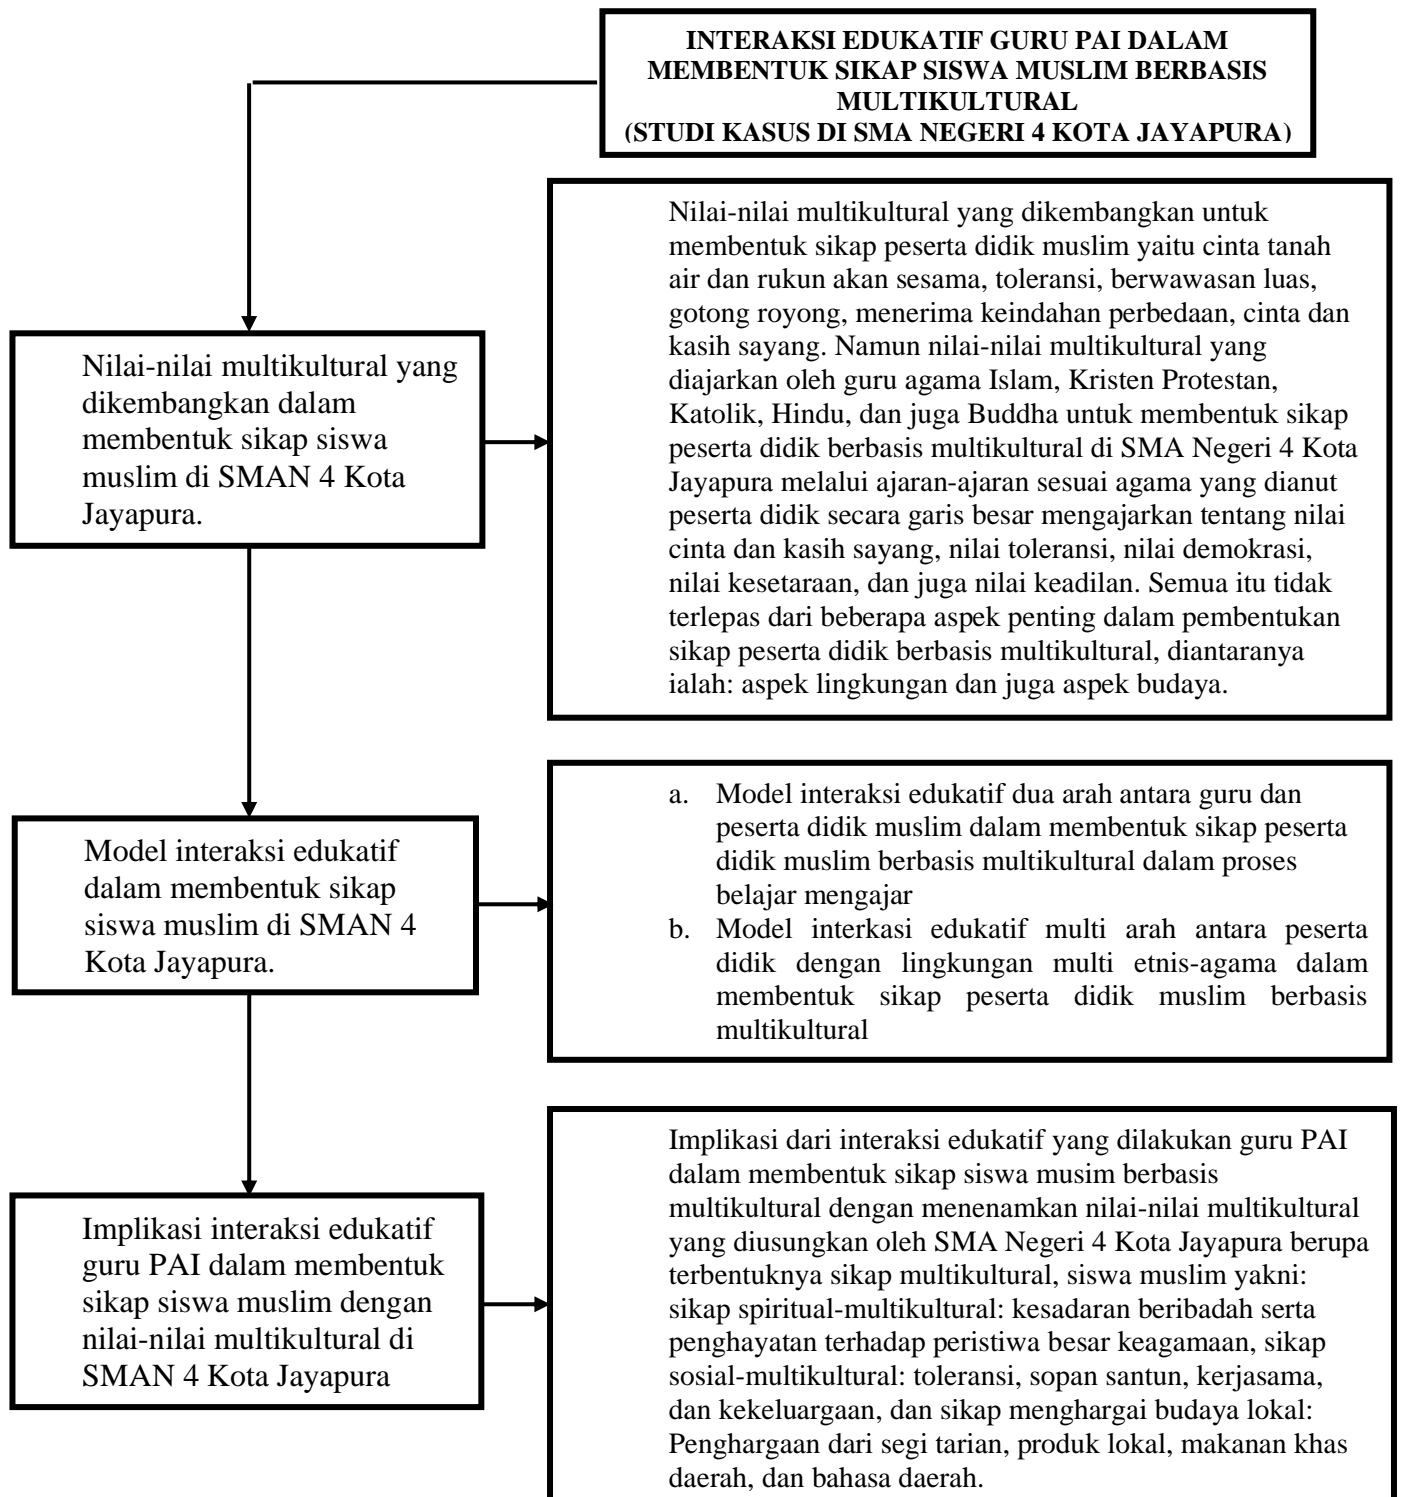 INTERAKSI EDUKATIF GURU PAI DALAM
MEMBENTUK SIKAP SISWA MUSLIM BERBASIS
MULTIKULTURAL
(STUDI KASUS DI SMA NEGERI 4 KOTA JAYAPURA)
Nilai-nilai multikultural yang
dikembangkan dalam
membentuk sikap siswa
muslim di SMAN 4 Kota
Jayapura.
Nilai-nilai multikultural yang dikembangkan untuk
membentuk sikap peserta didik muslim yaitu cinta tanah
air dan rukun akan sesama, toleransi, berwawasan luas,
gotong royong, menerima keindahan perbedaan, cinta dan
kasih sayang. Namun nilai-nilai multikultural yang
diajarkan oleh guru agama Islam, Kristen Protestan,
Katolik, Hindu, dan juga Buddha untuk membentuk sikap
peserta didik berbasis multikultural di SMA Negeri 4 Kota
Jayapura melalui ajaran-ajaran sesuai agama yang dianut
peserta didik secara garis besar mengajarkan tentang nilai
cinta dan kasih sayang, nilai toleransi, nilai demokrasi,
nilai kesetaraan, dan juga nilai keadilan. Semua itu tidak
terlepas dari beberapa aspek penting dalam pembentukan
sikap peserta didik berbasis multikultural, diantaranya
ialah: aspek lingkungan dan juga aspek budaya.
Model interaksi edukatif
dalam membentuk sikap
siswa muslim di SMAN 4
Kota Jayapura.
a. Model interaksi edukatif dua arah antara guru dan
peserta didik muslim dalam membentuk sikap peserta
didik muslim berbasis multikultural dalam proses
belajar mengajar
b. Model interkasi edukatif multi arah antara peserta
didik dengan lingkungan multi etnis-agama dalam
membentuk sikap peserta didik muslim berbasis
multikultural
Implikasi interaksi edukatif
guru PAI dalam membentuk
sikap siswa muslim dengan
nilai-nilai multikultural di
SMAN 4 Kota Jayapura
Implikasi dari interaksi edukatif yang dilakukan guru PAI
dalam membentuk sikap siswa musim berbasis
multikultural dengan menenamkan nilai-nilai multikultural
yang diusungkan oleh SMA Negeri 4 Kota Jayapura berupa
terbentuknya sikap multikultural, siswa muslim yakni:
sikap spiritual-multikultural: kesadaran beribadah serta
penghayatan terhadap peristiwa besar keagamaan, sikap
sosial-multikultural: toleransi, sopan santun, kerjasama,
dan kekeluargaan, dan sikap menghargai budaya lokal:
Penghargaan dari segi tarian, produk lokal, makanan khas
daerah, dan bahasa daerah.